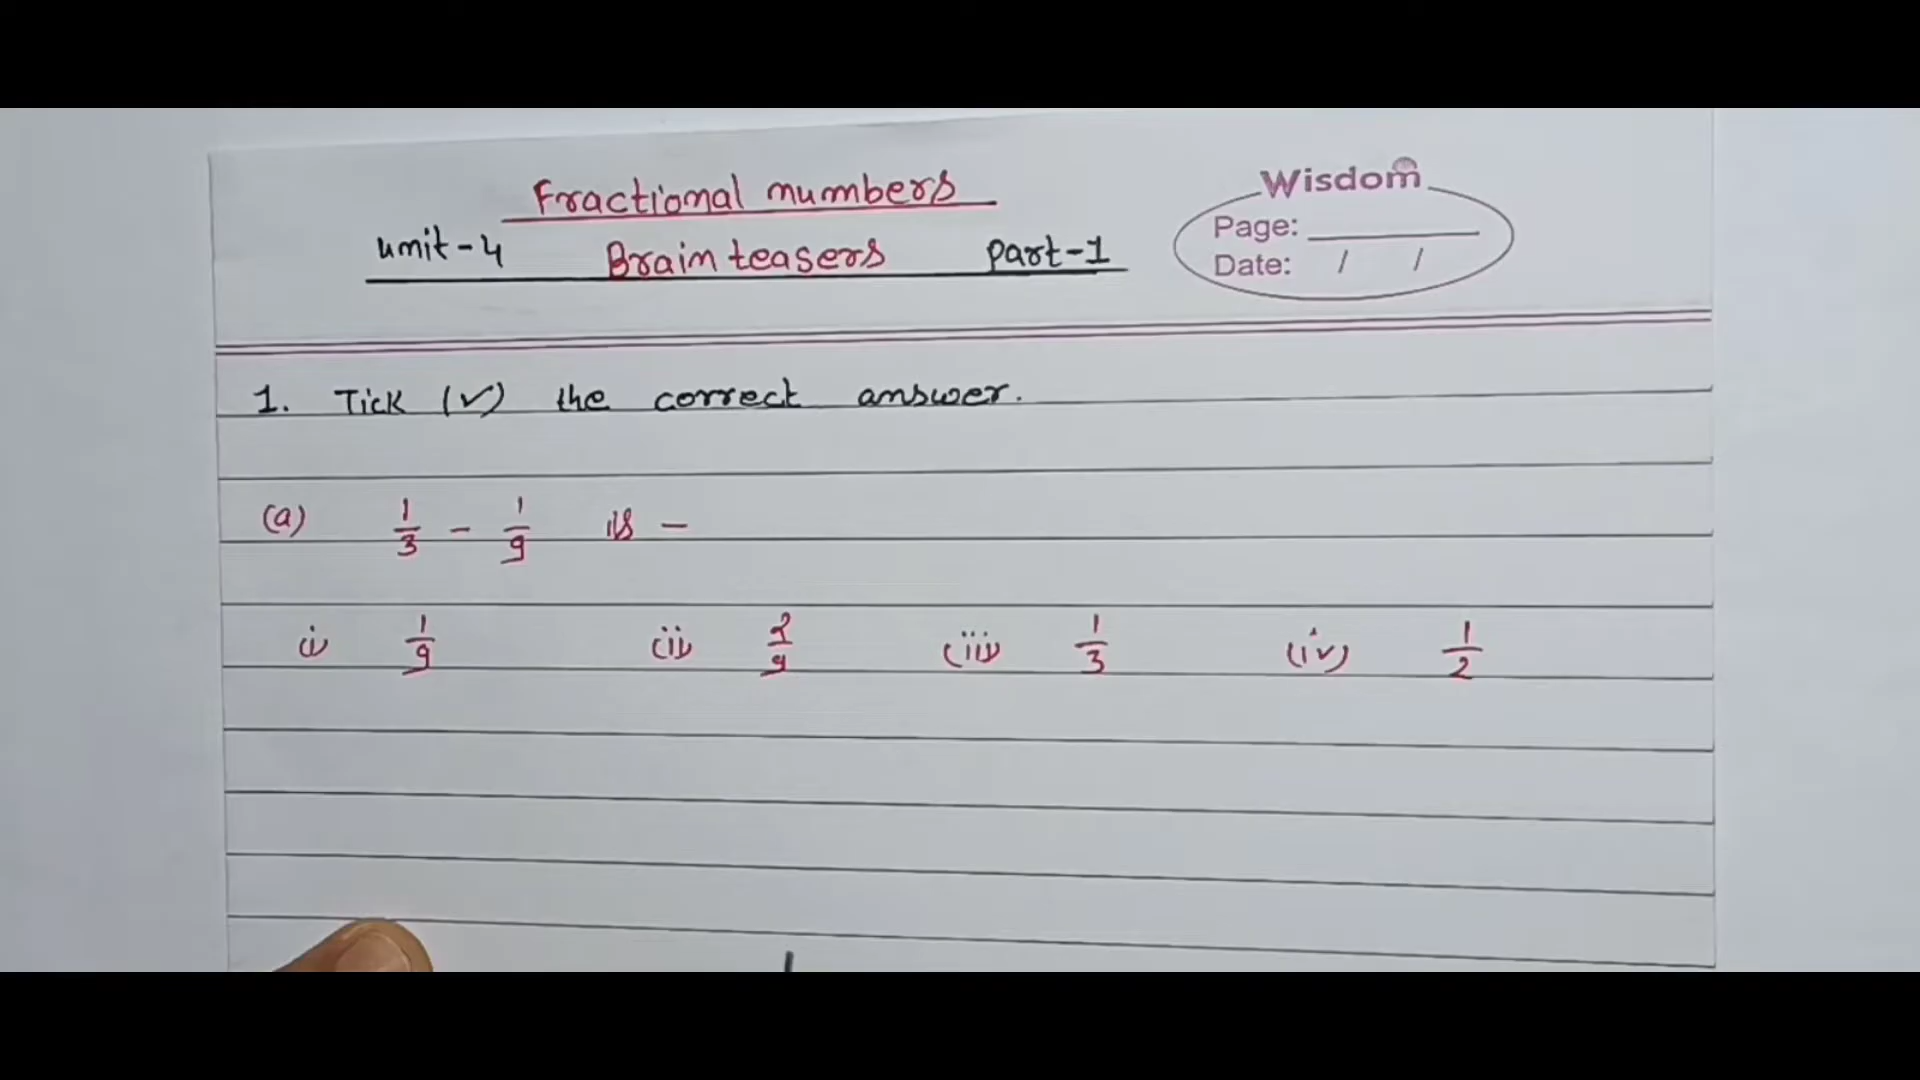 Fractional numbers
unit-4 Brain teasers part-1
Wisdom
Page:
Date: / /
1. Tick (✓) the correct answer.
(a) 1/3 - 1/9 is -
(i) 1/9 (ii) 2/9 (iii) 1/3 (iv) 1/2